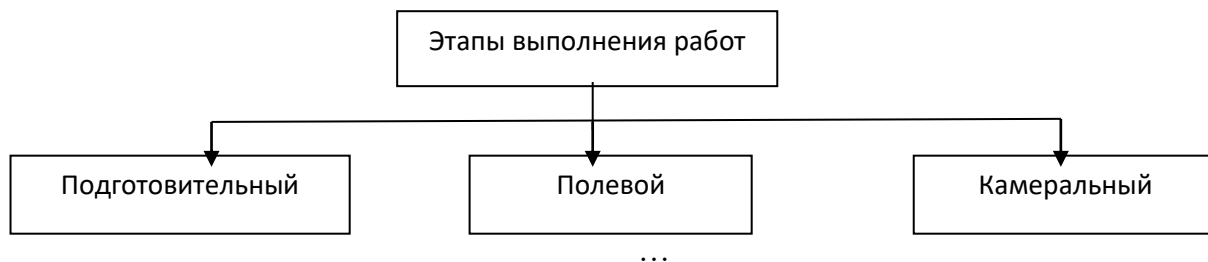 Этапы выполнения работ
Подготовительный
Полевой
Камеральный
...